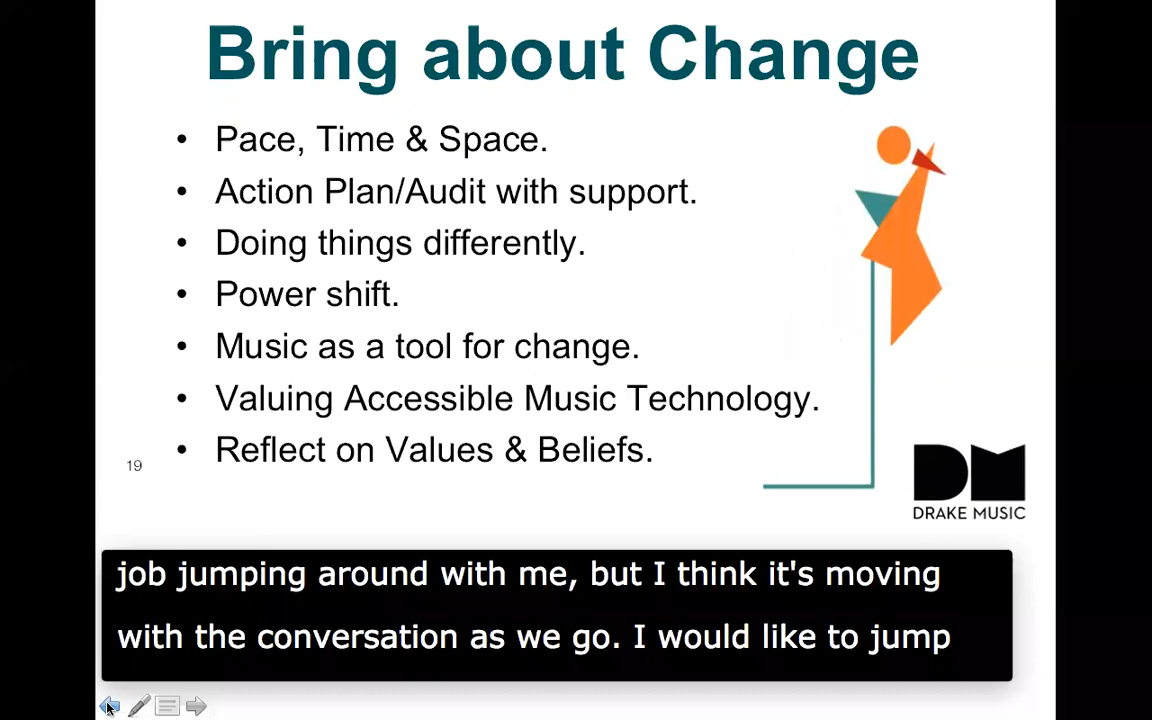 Bring about Change
• Pace, Time & Space.
• Action Plan/Audit with support.
• Doing things differently.
• Power shift.
• Music as a tool for change.
• Valuing Accessible Music Technology.
• Reflect on Values & Beliefs.
19
DM
DRAKE MUSIC
job jumping around with me, but I think it's moving
with the conversation as we go. I would like to jump